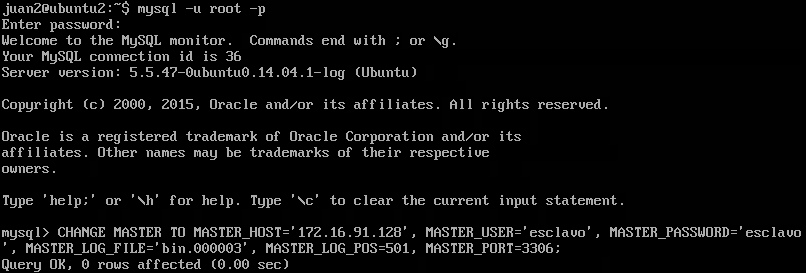 juan2@ubuntu2:~$ mysql -u root -p
Enter password:
Welcome to the MySQL monitor.  Commands end with ; or \g.
Your MySQL connection id is 36
Server version: 5.5.47-0ubuntu0.14.04.1-log (Ubuntu)

Copyright (c) 2000, 2015, Oracle and/or its affiliates. All rights reserved.

Oracle is a registered trademark of Oracle Corporation and/or its
affiliates. Other names may be trademarks of their respective
owners.

Type 'help;' or '\h' for help. Type '\c' to clear the current input statement.

mysql> CHANGE MASTER TO MASTER_HOST='172.16.91.128', MASTER_USER='esclavo', MASTER_PASSWORD='esclavo
', MASTER_LOG_FILE='bin.000003', MASTER_LOG_POS=501, MASTER_PORT=3306;
Query OK, 0 rows affected (0.00 sec)